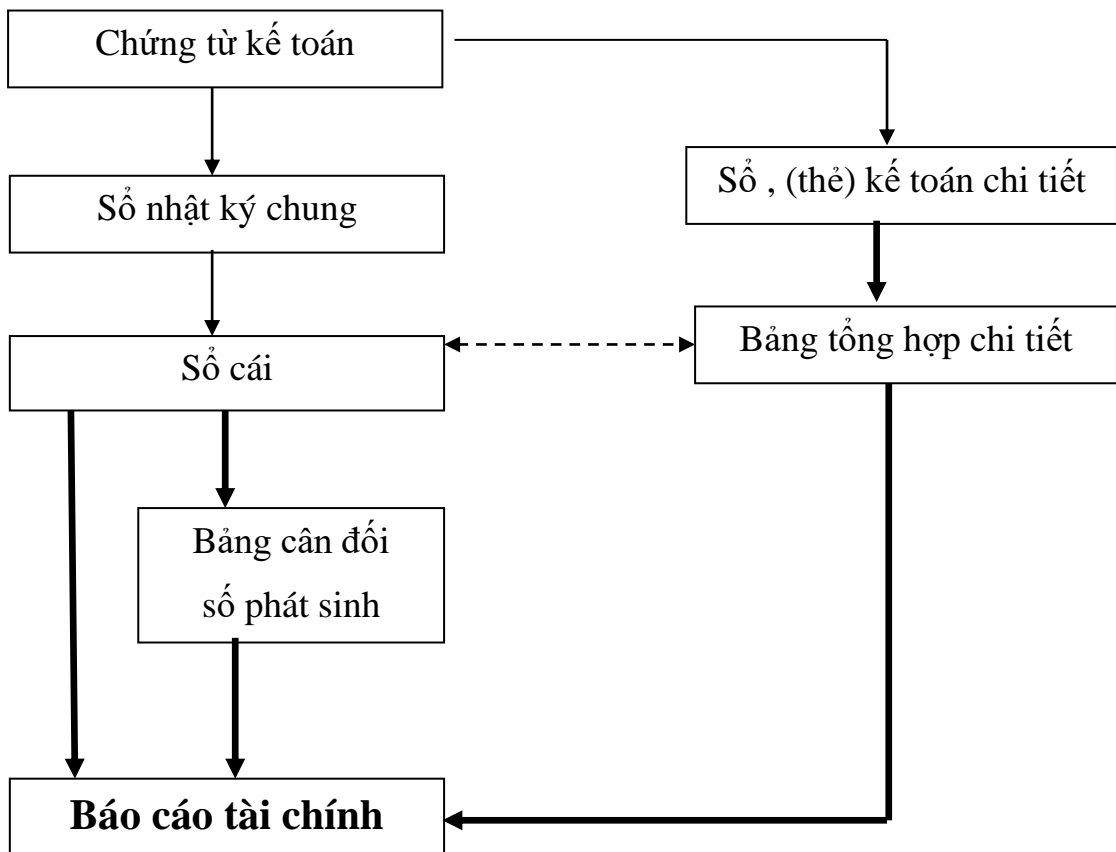 Chứng từ kế toán
Sổ , (thẻ) kế toán chi tiết
Sổ nhật ký chung
Bảng tổng hợp chi tiết
Sổ cái
Bảng cân đối
số phát sinh
Báo cáo tài chính